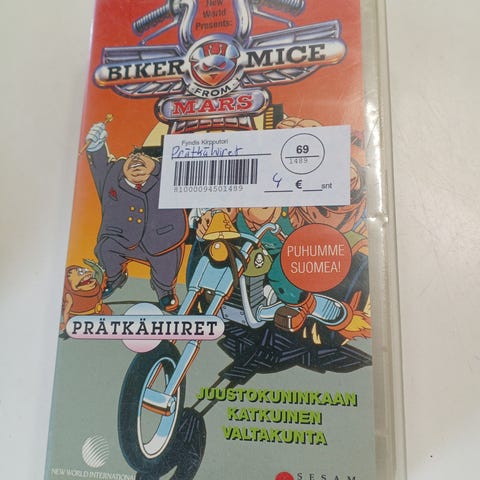 New
World
Presents:
BIKER MICE
FROM
MARS
Fyndis Kirpputori
Prätkähiiret
69
1489
81000094501489
4 € snt
PUHUMME
SUOMEA!
PRÄTKÄHIIRET
JUUSTOKUNINKAAN
KATKUINEN
VALTAKUNTA
NEW WORLD INTERNATIONAL
SESAM